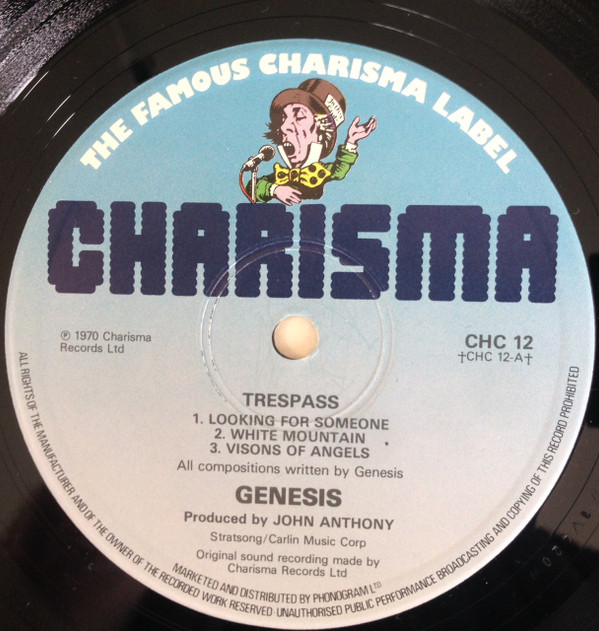 THE FAMOUS CHARISMA LABEL
CHARISMA
℗ 1970 Charisma
Records Ltd
CHC 12
†CHC 12-A†
TRESPASS
1. LOOKING FOR SOMEONE
2. WHITE MOUNTAIN
3. VISONS OF ANGELS
All compositions written by Genesis
GENESIS
Produced by JOHN ANTHONY
Stratsong/Carlin Music Corp
Original sound recording made by
Charisma Records Ltd
ALL RIGHTS OF THE MANUFACTURER AND OF THE OWNER OF THE RECORDED WORK RESERVED·UNAUTHORISED PUBLIC PERFORMANCE BROADCASTING AND COPYING OF THIS RECORD PROHIBITED
MARKETED AND DISTRIBUTED BY PHONOGRAM LTD